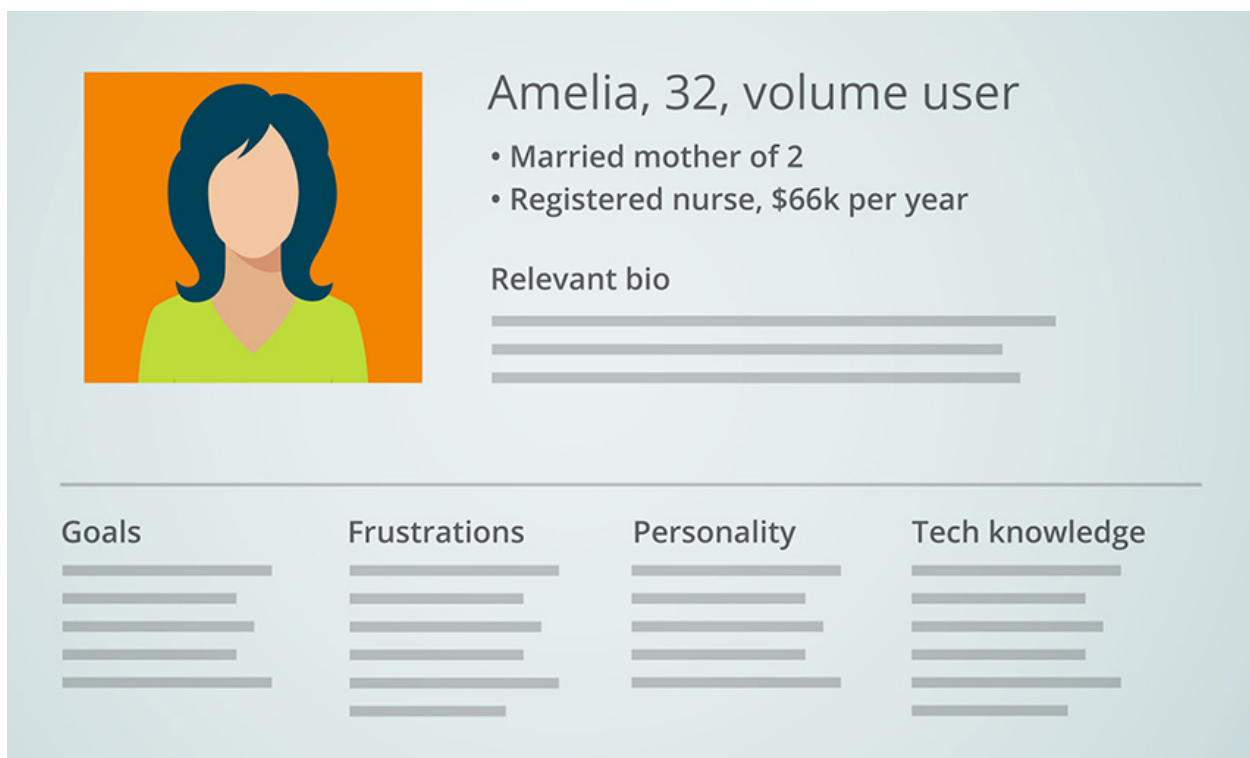 Amelia, 32, volume user
• Married mother of 2
• Registered nurse, $66k per year
Relevant bio
Goals
Frustrations
Personality
Tech knowledge